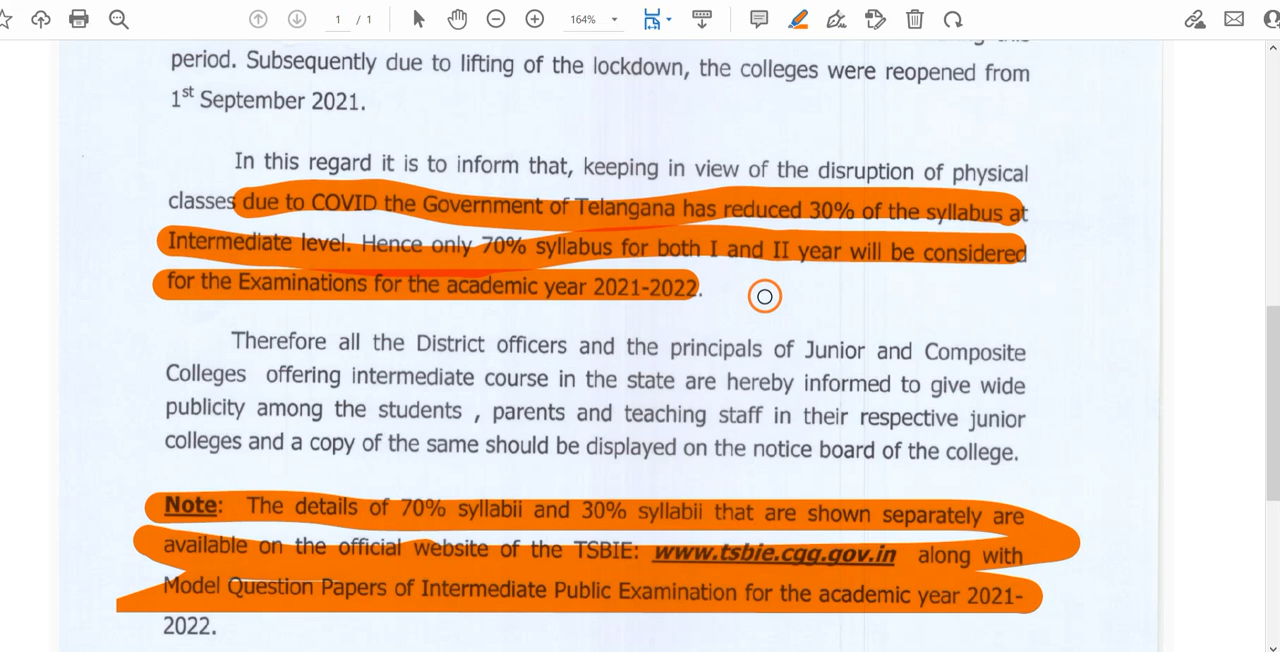 1 / 1
164%
period. Subsequently due to lifting of the lockdown, the colleges were reopened from
1st September 2021.
In this regard it is to inform that, keeping in view of the disruption of physical
classes due to COVID the Government of Telangana has reduced 30% of the syllabus at
Intermediate level. Hence only 70% syllabus for both I and II year will be considered
for the Examinations for the academic year 2021-2022.
Therefore all the District officers and the principals of Junior and Composite
Colleges offering intermediate course in the state are hereby informed to give wide
publicity among the students , parents and teaching staff in their respective junior
colleges and a copy of the same should be displayed on the notice board of the college.
Note: The details of 70% syllabii and 30% syllabii that are shown separately are
available on the official website of the TSBIE: www.tsbie.cgg.gov.in along with
Model Question Papers of Intermediate Public Examination for the academic year 2021-
2022.